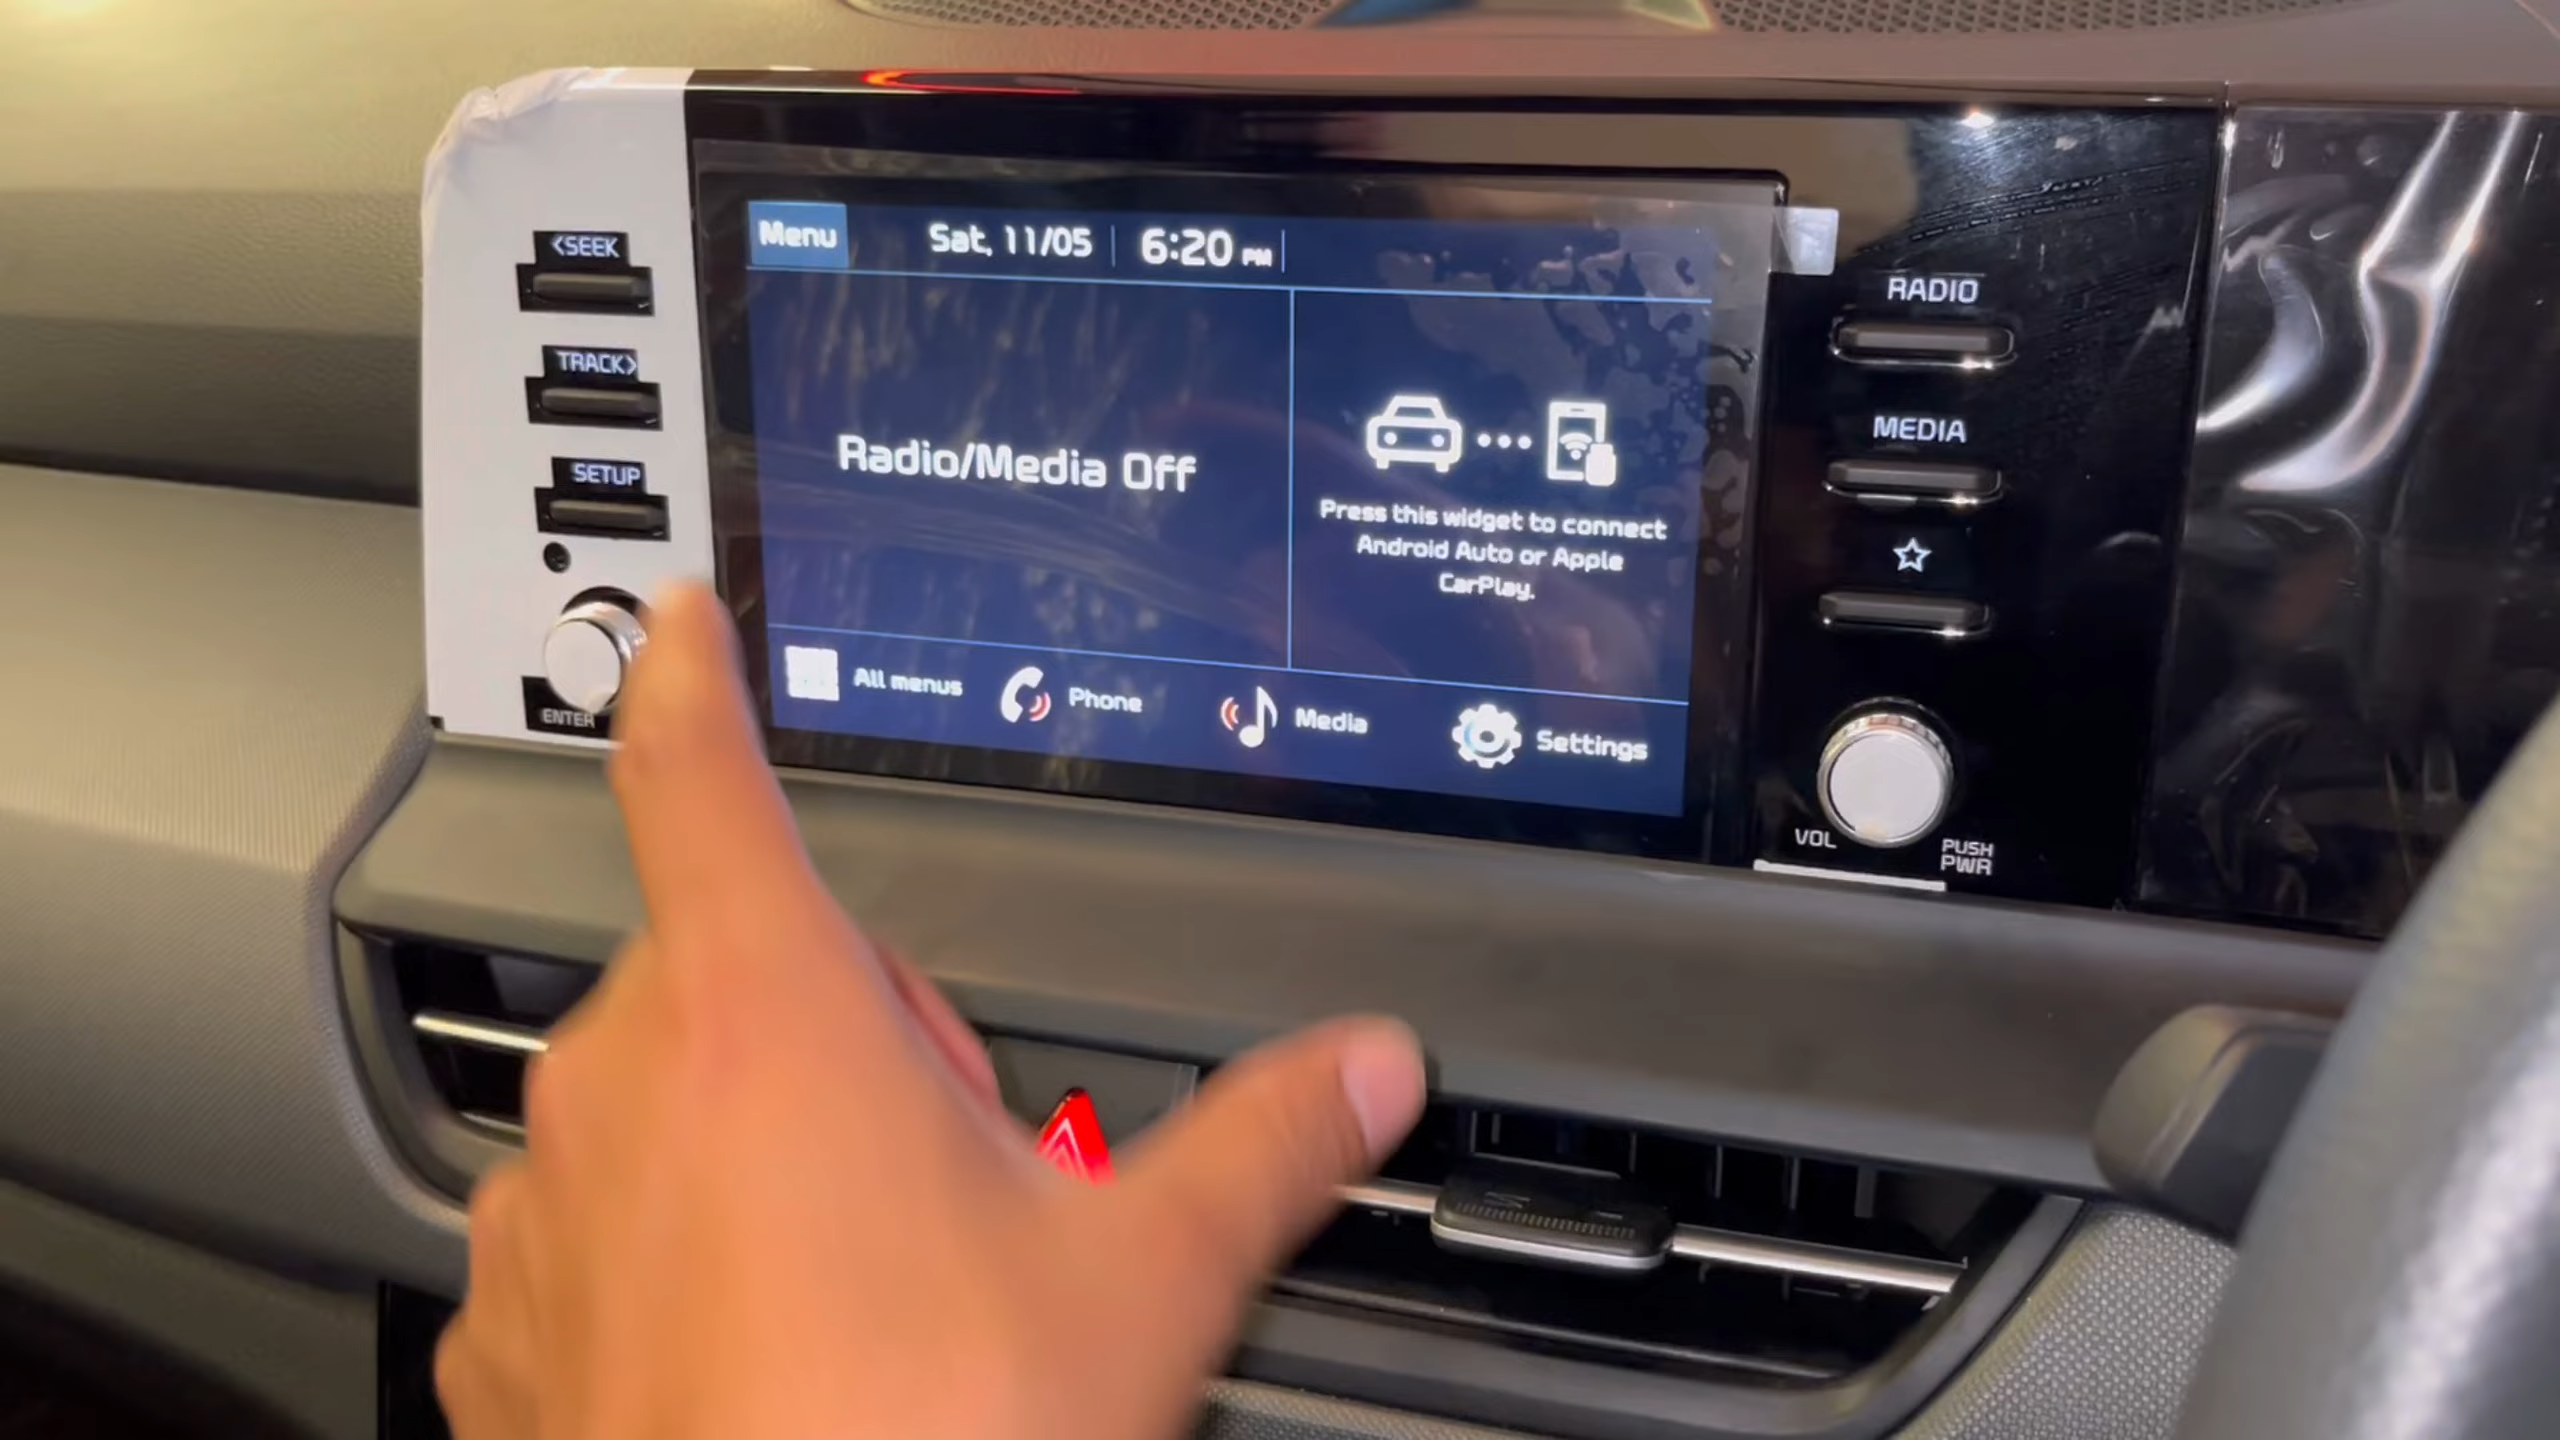 <SEEK
TRACK>
SETUP
ENTER
Menu
Sat, 11/05
6:20 PM
Radio/Media Off
Press this widget to connect
Android Auto or Apple
CarPlay.
All menus
Phone
Media
Settings
RADIO
MEDIA
VOL
PUSH
PWR